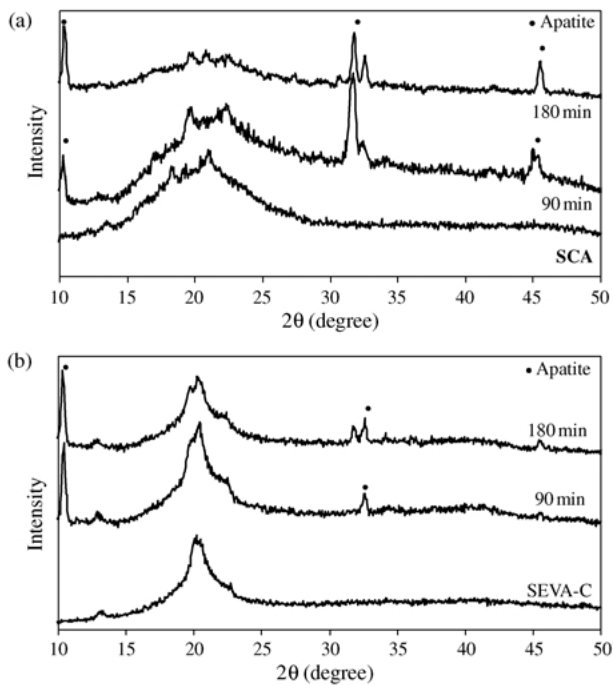 (a)
• Apatite
180 min
90 min
SCA
Intensity
10 15 20 25 30 35 40 45 50
2θ (degree)
(b)
• Apatite
180 min
90 min
SEVA-C
Intensity
10 15 20 25 30 35 40 45 50
2θ (degree)